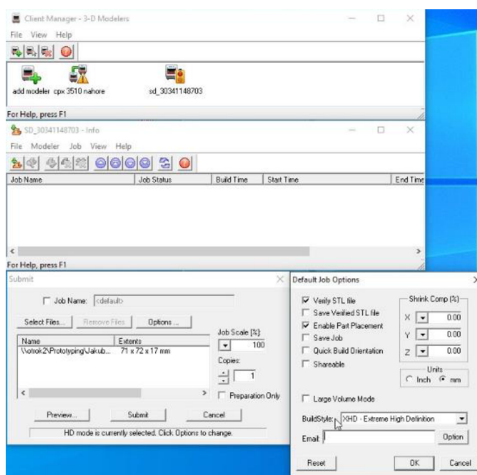 Client Manager - 3-D Modelers
File View Help
add modeler cpx 3510 nahore sd_30341148703
For Help, press F1
SD_30341148703 - Info
File Modeler Job View Help
Job Name Job Status Build Time Start Time End Time
For Help, press F1
Submit
Job Name: <default>
Select Files... Remove Files Options ...
Name Extents
\\kotok2\Prototyping\Jakub... 71 x 72 x 17 mm
Job Scale [%]:
100
Copies:
1
Preparation Only
Preview... Submit Cancel
HD mode is currently selected. Click Options to change.
Default Job Options
Verify STL file
Save Verified STL file
Enable Part Placement
Save Job
Quick Build Orientation
Shareable
Large Volume Mode
Shrink Comp (%)
X 0.00
Y 0.00
Z 0.00
Units
Inch mm
BuildStyle: XHD - Extreme High Definition
Email: Option
Reset OK Cancel